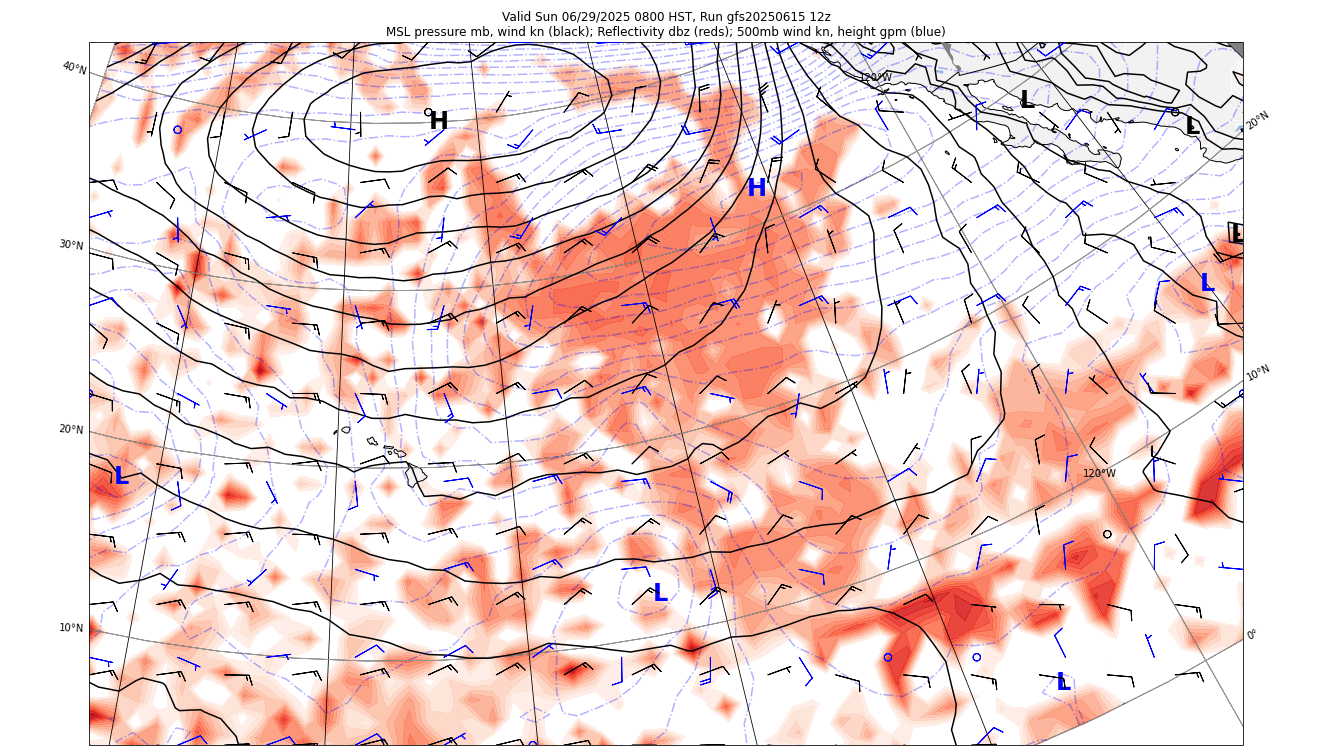 Valid Sun 06/29/2025 0800 HST, Run gfs20250615 12z
MSL pressure mb, wind kn (black); Reflectivity dbz (reds); 500mb wind kn, height gpm (blue)
40°N
120°W
L
H
L
20°N
H
30°N
L
L
10°N
20°N
L
120°W
L
10°N
0°
L